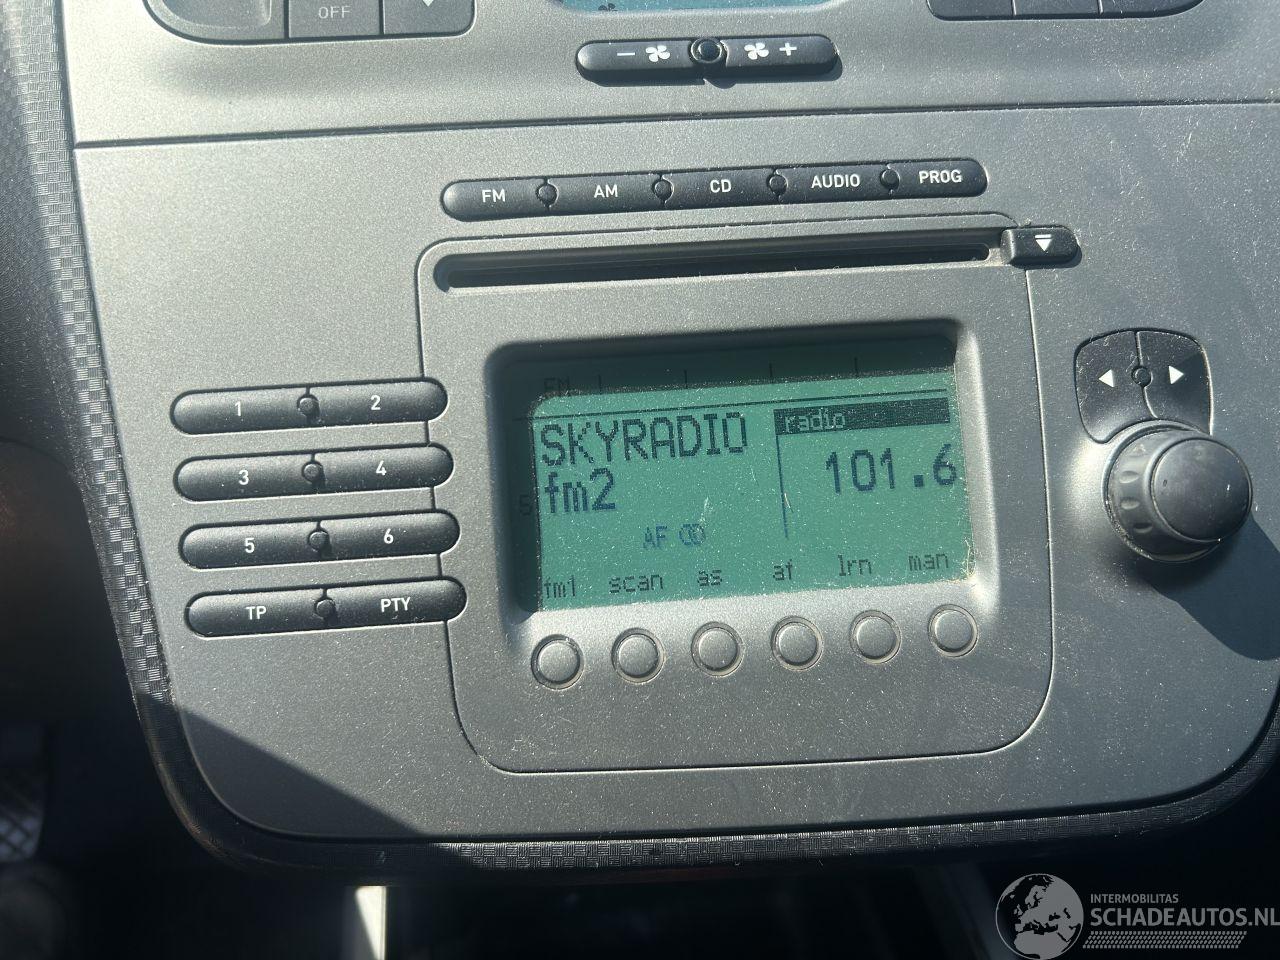 OFF
− +
FM AM CD AUDIO PROG
FM
1 2
3 4
5 6
TP PTY
SKYRADIO
fm2
radio
101.6
AF
fm1 scan as af lrn man
INTERMOBILITAS
SCHADEAUTOS.NL